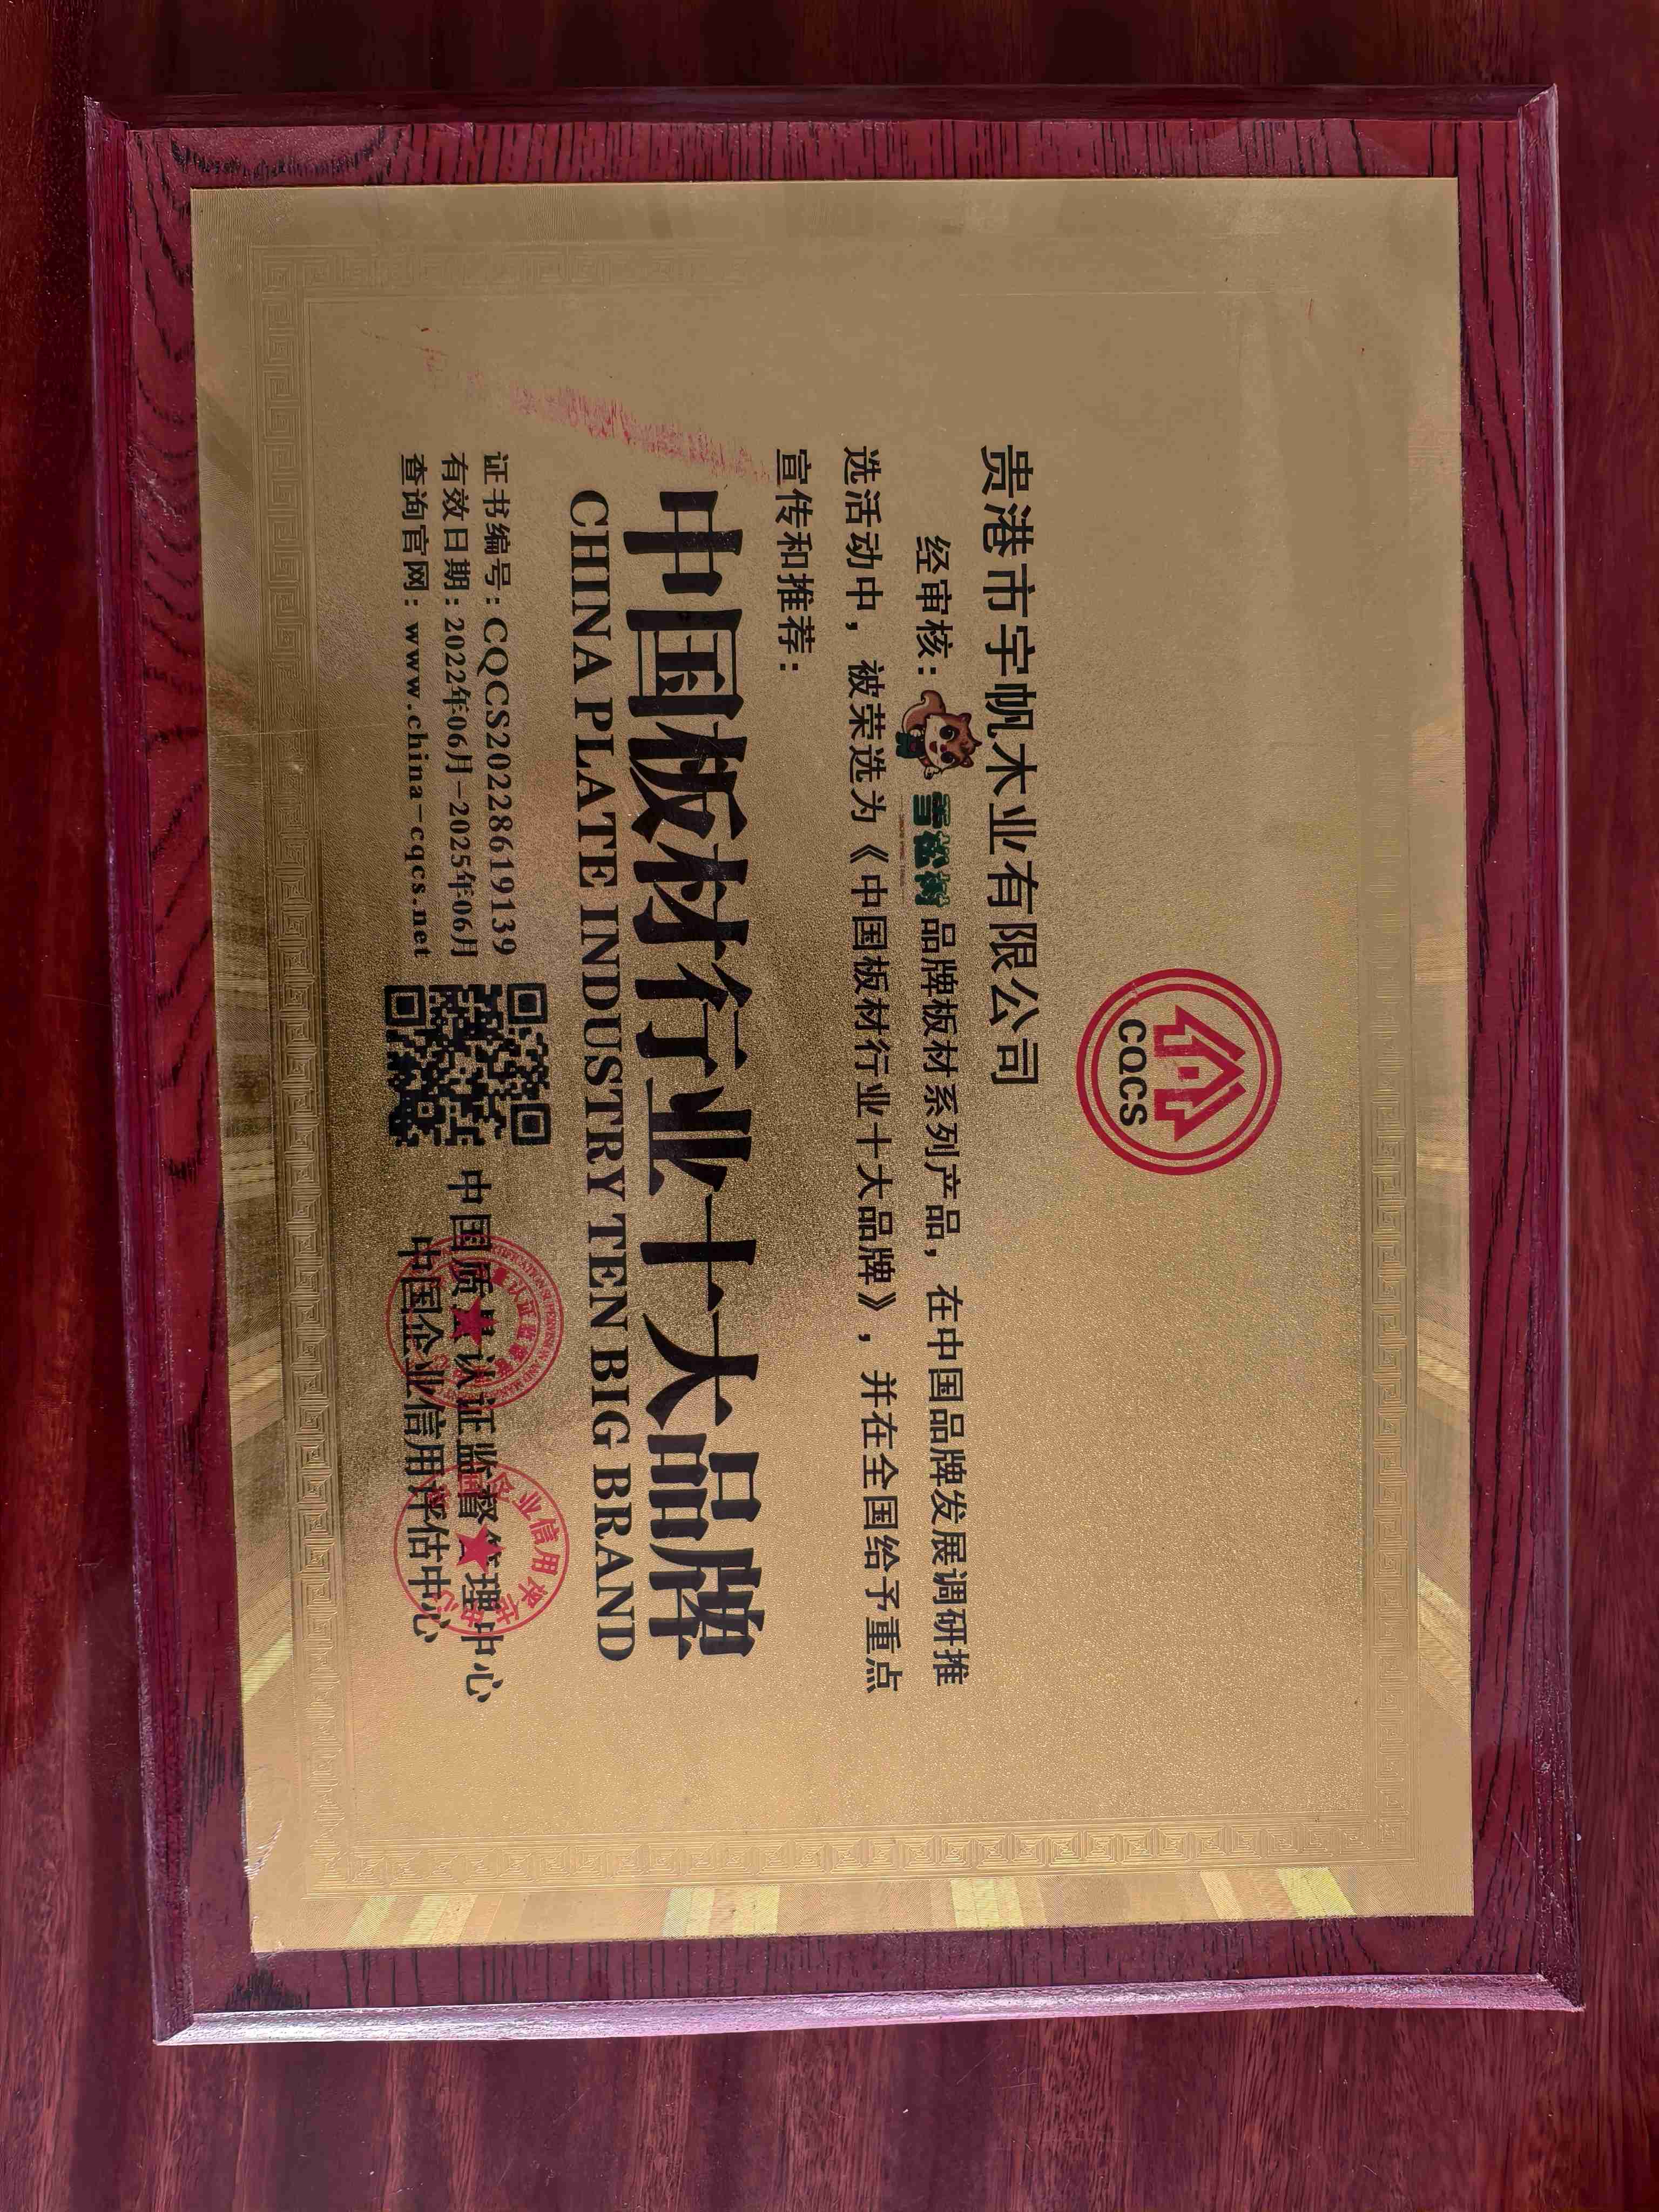 CQCS
贵港市宇帆木业有限公司
经审核：雪松树品牌板材系列产品，在中国品牌发展调研推
选活动中，被荣选为《中国板材行业十大品牌》，并在全国给予重点
宣传和推荐：
中国板材行业十大品牌
CHINA PLATE INDUSTRY TEN BIG BRAND
证书编号：CQCS202286191​39
有效日期：2022年06月-2025年06月
查询官网：www.china-cqcs.net
中国质量认证监督管理中心
中国企业信用评估中心